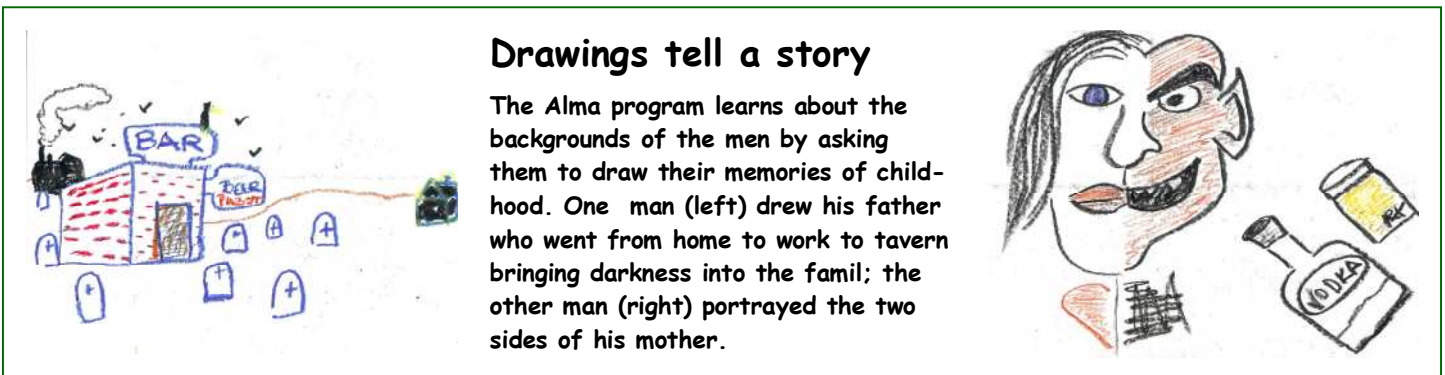 BAR
BEER
Drawings tell a story
The Alma program learns about the
backgrounds of the men by asking
them to draw their memories of child-
hood. One man (left) drew his father
who went from home to work to tavern
bringing darkness into the famil; the
other man (right) portrayed the two
sides of his mother.
RX
VODKA